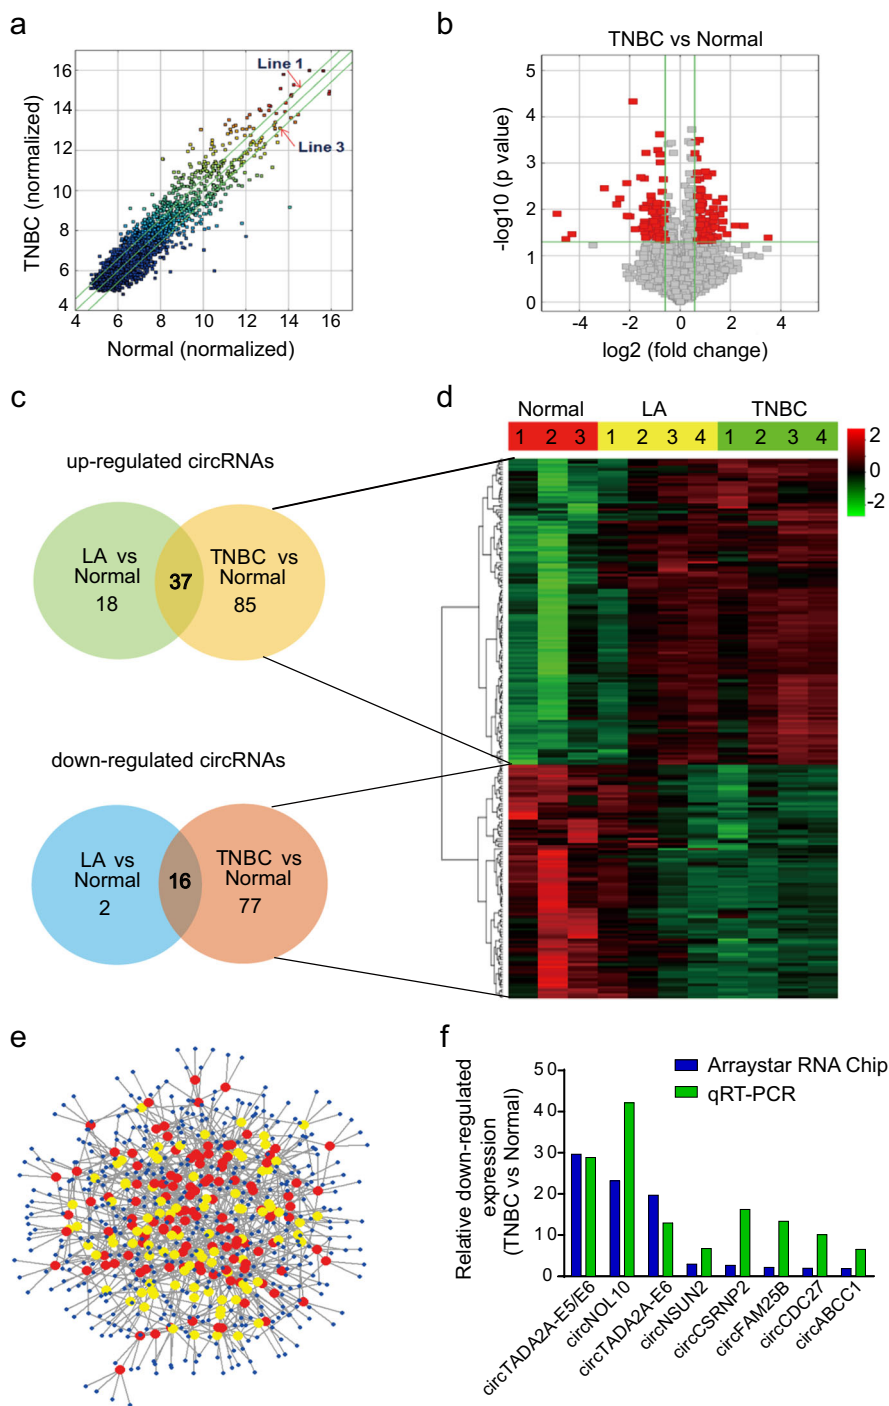 a
16
14
12
10
8
6
4
4 6 8 10 12 14 16
TNBC (normalized)
Normal (normalized)
Line 1
Line 3
b
TNBC vs Normal
5
4
3
2
1
0
-4 -2 0 2 4
-log10 (p value)
log2 (fold change)
c
up-regulated circRNAs
LA vs
Normal
18
37
TNBC vs
Normal
85
down-regulated circRNAs
LA vs
Normal
2
16
TNBC vs
Normal
77
d
Normal LA TNBC
1 2 3 1 2 3 4 1 2 3 4
2
0
-2
e
f
Arraystar RNA Chip
qRT-PCR
50
40
30
20
10
0
Relative down-regulated
expression
(TNBC vs Normal)
circTADA2A-E5/E6
circNOL10
circTADA2A-E6
circNSUN2
circCSRNP2
circFAM25B
circCDC27
circABCC1